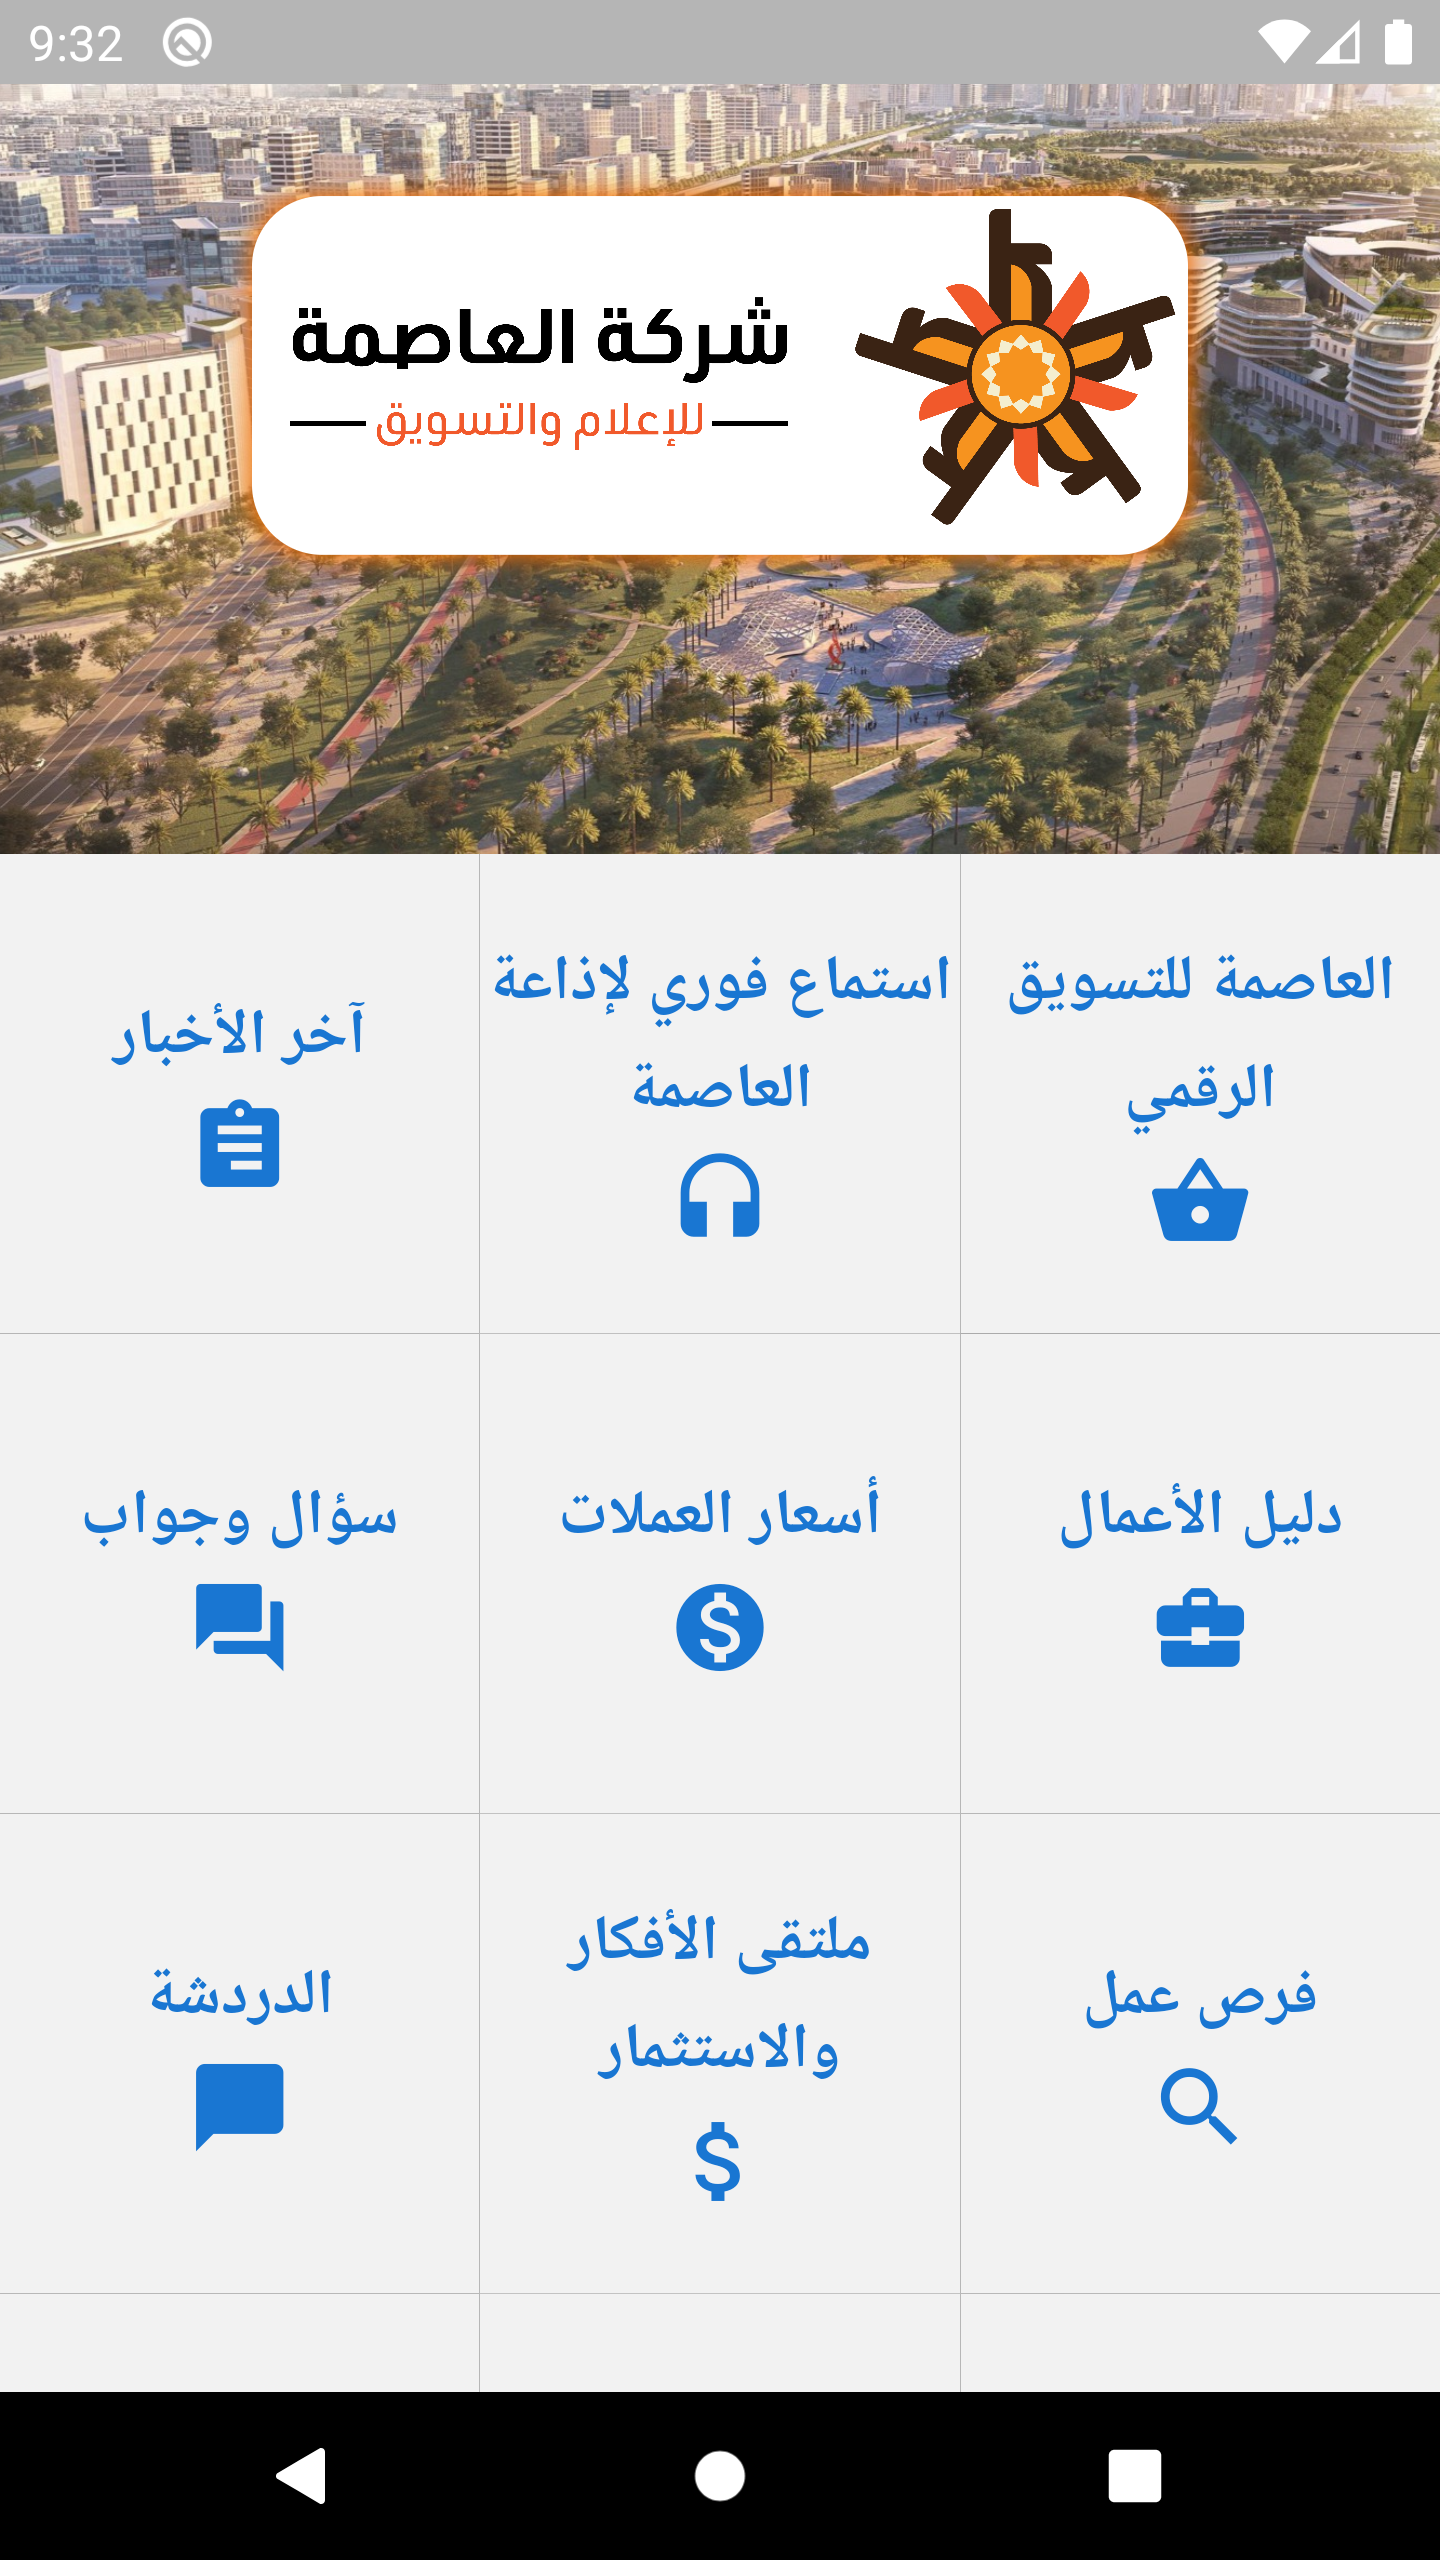 9:32
شركة العاصمة
للإعلام والتسويق
العاصمة للتسويق
الرقمي
استماع فوري لإذاعة
العاصمة
آخر الأخبار
دليل الأعمال
أسعار العملات
سؤال وجواب
فرص عمل
ملتقى الأفكار
والاستثمار
الدردشة